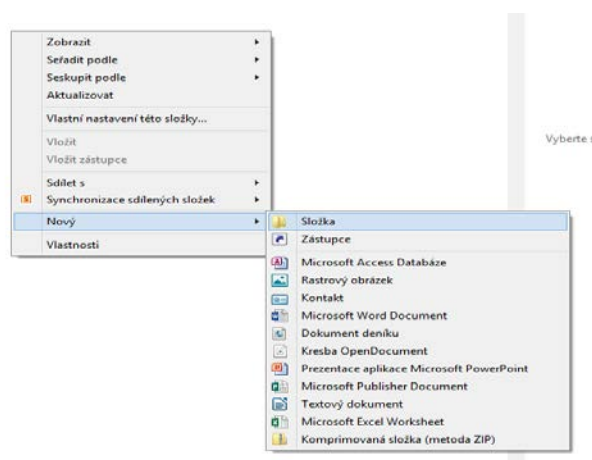 Zobrazit
Seřadit podle
Seskupit podle
Aktualizovat
Vlastní nastavení této složky...
Vložit
Vložit zástupce
Sdílet s
Synchronizace sdílených složek
Nový
Vlastnosti
Složka
Zástupce
Microsoft Access Databáze
Rastrový obrázek
Kontakt
Microsoft Word Document
Dokument deníku
Kresba OpenDocument
Prezentace aplikace Microsoft PowerPoint
Microsoft Publisher Document
Textový dokument
Microsoft Excel Worksheet
Komprimovaná složka (metoda ZIP)
Vyberte s